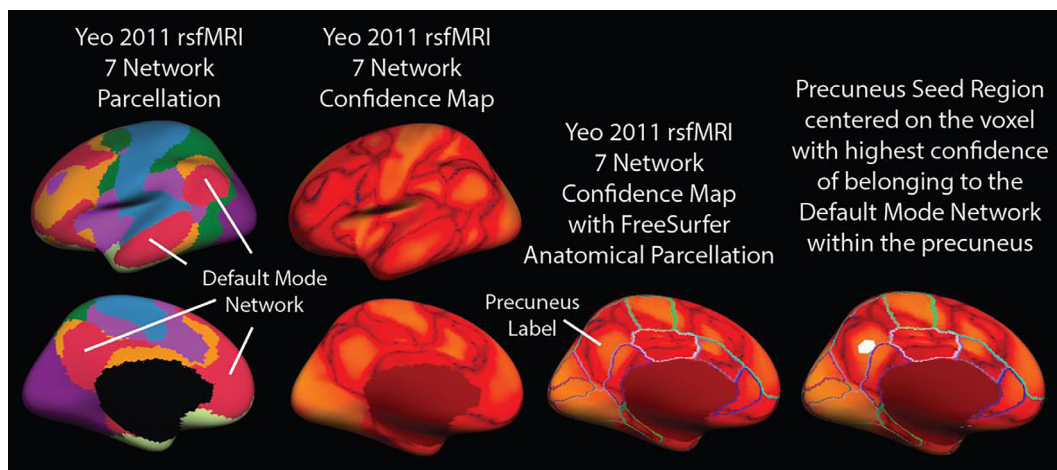 Yeo 2011 rsfMRI
7 Network
Parcellation
Yeo 2011 rsfMRI
7 Network
Confidence Map
Yeo 2011 rsfMRI
7 Network
Confidence Map
with FreeSurfer
Anatomical Parcellation
Precuneus Seed Region
centered on the voxel
with highest confidence
of belonging to the
Default Mode Network
within the precuneus
Default Mode
Network
Precuneus
Label